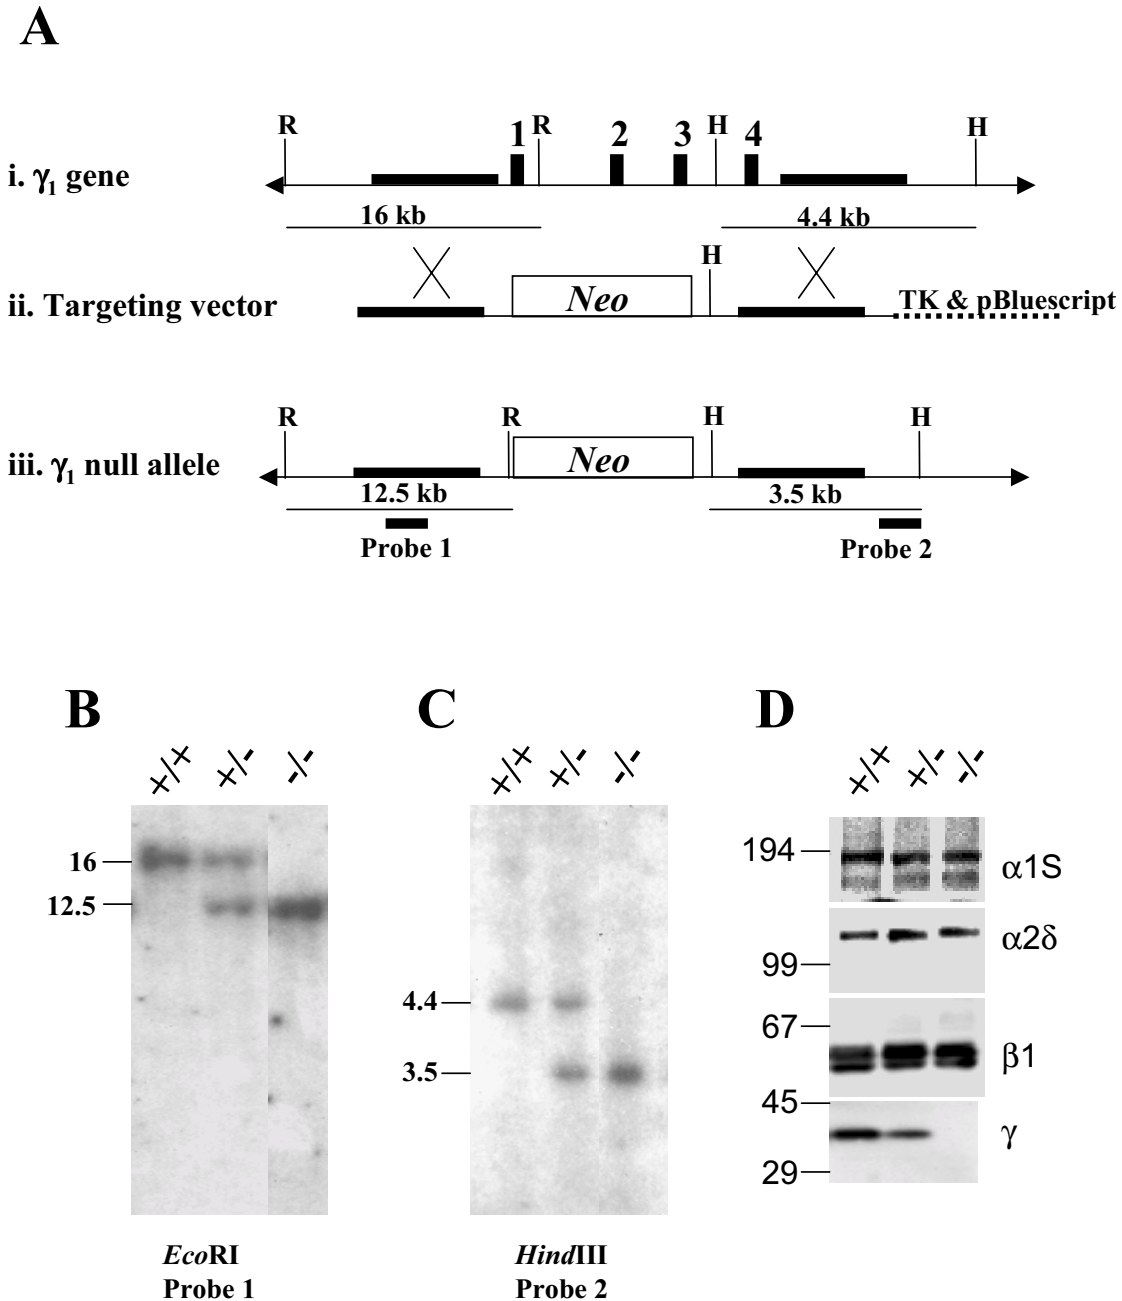 A
R 1 R 2 3 H 4 H
i. γ1 gene
16 kb 4.4 kb
H
ii. Targeting vector Neo TK & pBluescript
R R H H
iii. γ1 null allele Neo
12.5 kb 3.5 kb
Probe 1 Probe 2
B
+/+ +/- -/-
16
12.5
EcoRI
Probe 1
C
+/+ +/- -/-
4.4
3.5
HindIII
Probe 2
D
+/+ +/- -/-
194 α1S
α2δ
99
67
β1
45
γ
29